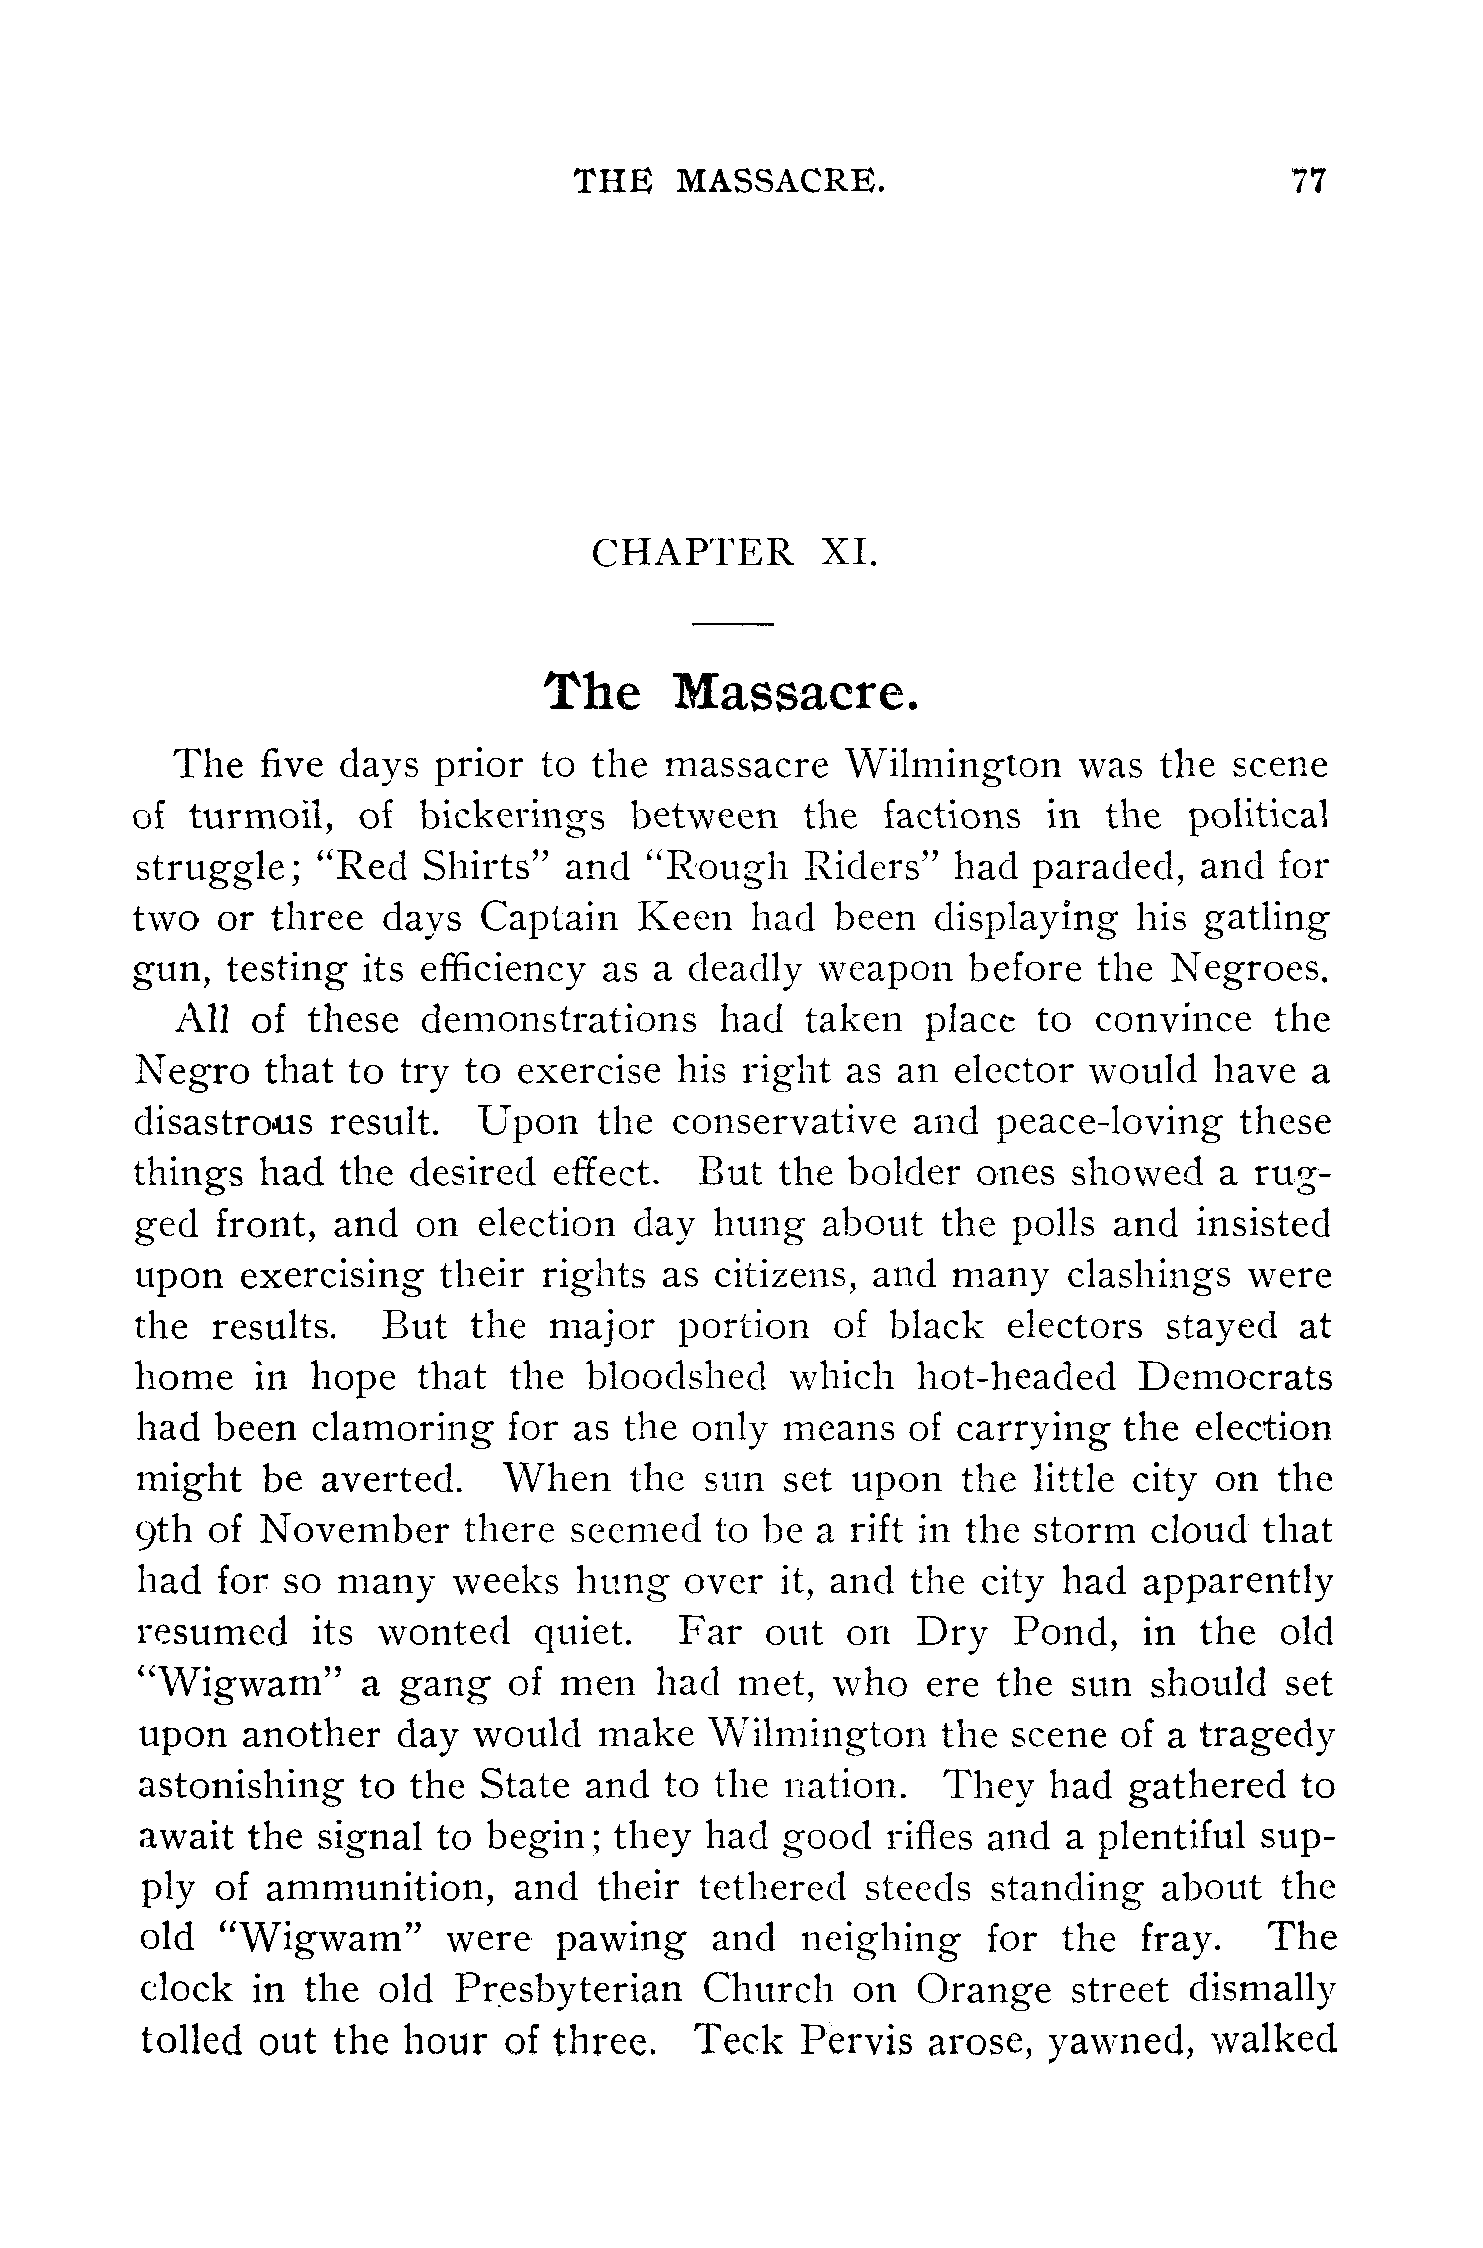 THE MASSACRE. 77
CHAPTER XI.
The Massacre.
The five days prior to the massacre Wilmington was the scene
of turmoil, of bickerings between the factions in the political
struggle; “Red Shirts” and “Rough Riders” had paraded, and for
two or three days Captain Keen had been displaying his gatling
gun, testing its efficiency as a deadly weapon before the Negroes.
All of these demonstrations had taken place to convince the
Negro that to try to exercise his right as an elector would have a
disastrous result. Upon the conservative and peace-loving these
things had the desired effect. But the bolder ones showed a rug-
ged front, and on election day hung about the polls and insisted
upon exercising their rights as citizens, and many clashings were
the results. But the major portion of black electors stayed at
home in hope that the bloodshed which hot-headed Democrats
had been clamoring for as the only means of carrying the election
might be averted. When the sun set upon the little city on the
9th of November there seemed to be a rift in the storm cloud that
had for so many weeks hung over it, and the city had apparently
resumed its wonted quiet. Far out on Dry Pond, in the old
“Wigwam” a gang of men had met, who ere the sun should set
upon another day would make Wilmington the scene of a tragedy
astonishing to the State and to the nation. They had gathered to
await the signal to begin; they had good rifles and a plentiful sup-
ply of ammunition, and their tethered steeds standing about the
old “Wigwam” were pawing and neighing for the fray. The
clock in the old Presbyterian Church on Orange street dismally
tolled out the hour of three. Teck Pervis arose, yawned, walked